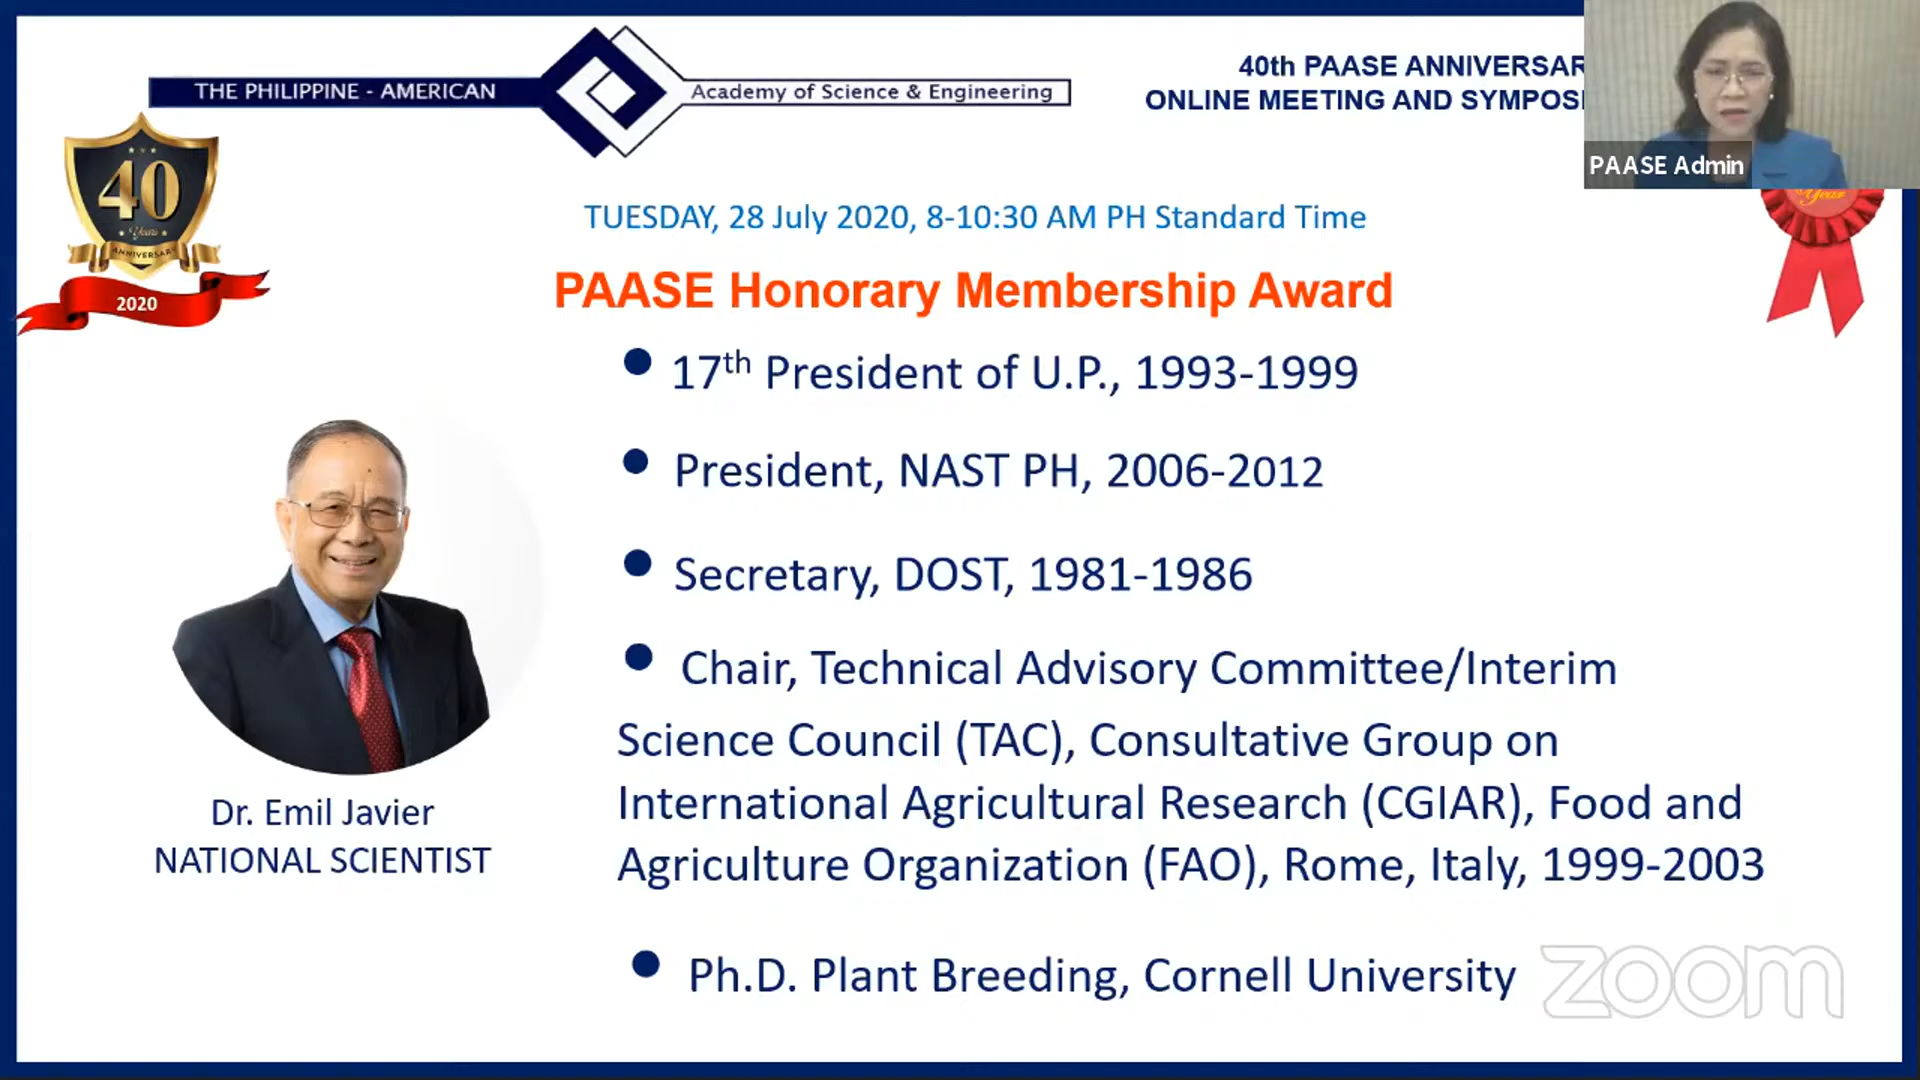 THE PHILIPPINE - AMERICAN
Academy of Science & Engineering
40th PAASE ANNIVERSAR
ONLINE MEETING AND SYMPOSI
PAASE Admin
40
Years
ANNIVERSARY
2020
Year
TUESDAY, 28 July 2020, 8-10:30 AM PH Standard Time
PAASE Honorary Membership Award
• 17th President of U.P., 1993-1999
• President, NAST PH, 2006-2012
• Secretary, DOST, 1981-1986
• Chair, Technical Advisory Committee/Interim
Science Council (TAC), Consultative Group on
International Agricultural Research (CGIAR), Food and
Agriculture Organization (FAO), Rome, Italy, 1999-2003
• Ph.D. Plant Breeding, Cornell University
Dr. Emil Javier
NATIONAL SCIENTIST
zoom